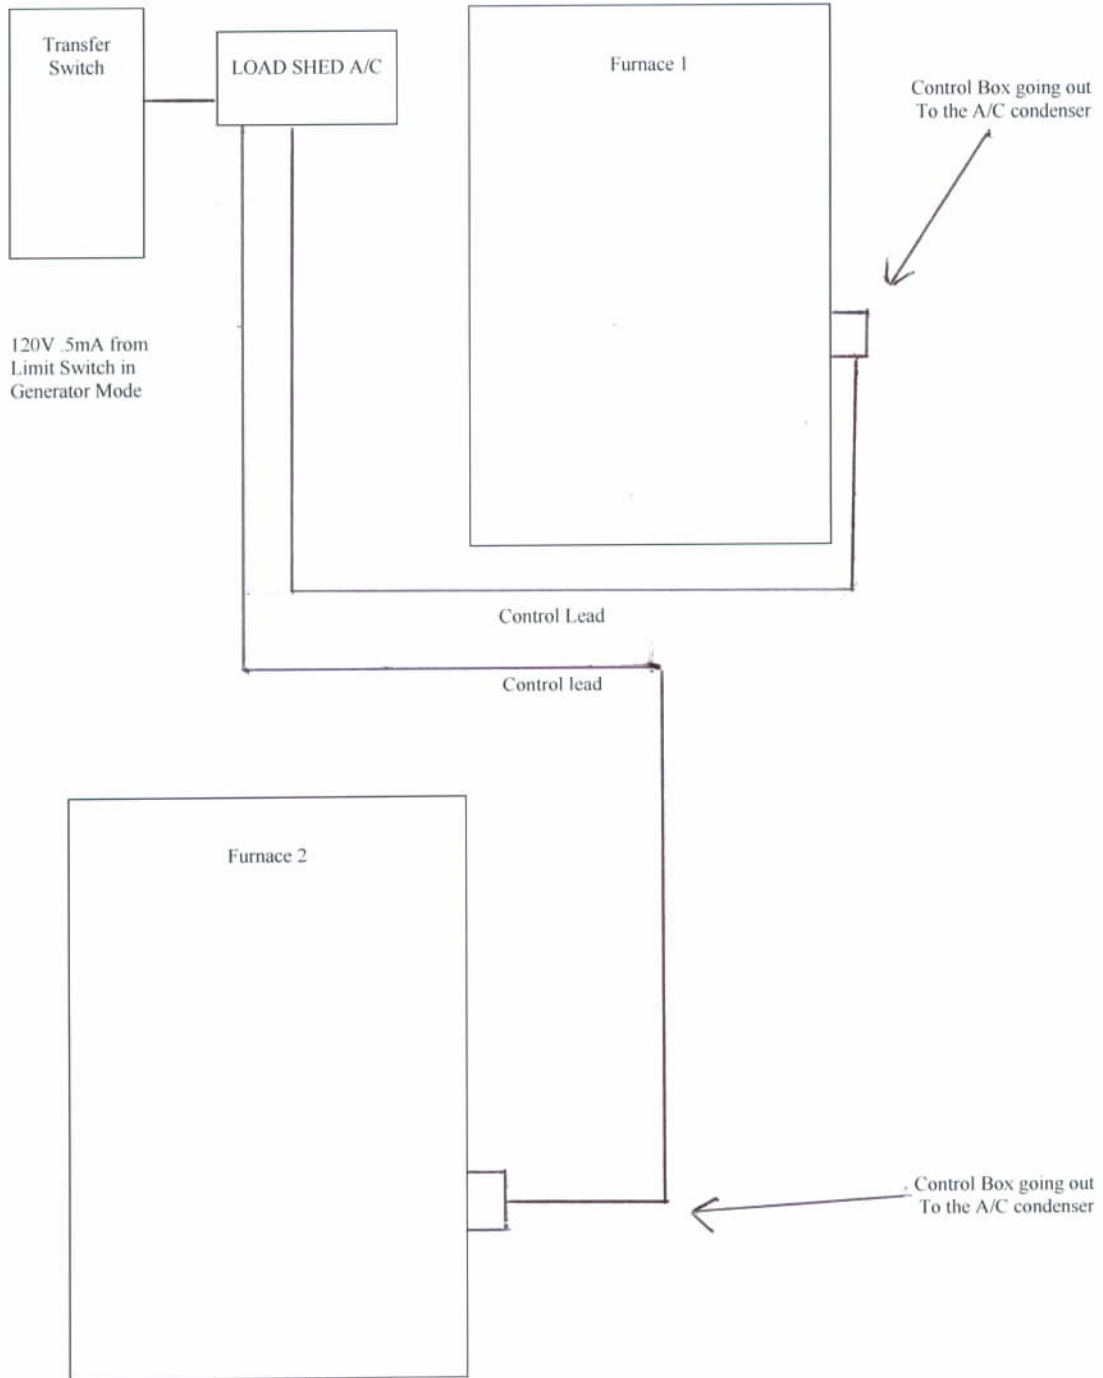 Transfer
Switch
LOAD SHED A/C
Furnace 1
Control Box going out
To the A/C condenser
120V .5mA from
Limit Switch in
Generator Mode
Control Lead
Control lead
Furnace 2
Control Box going out
To the A/C condenser